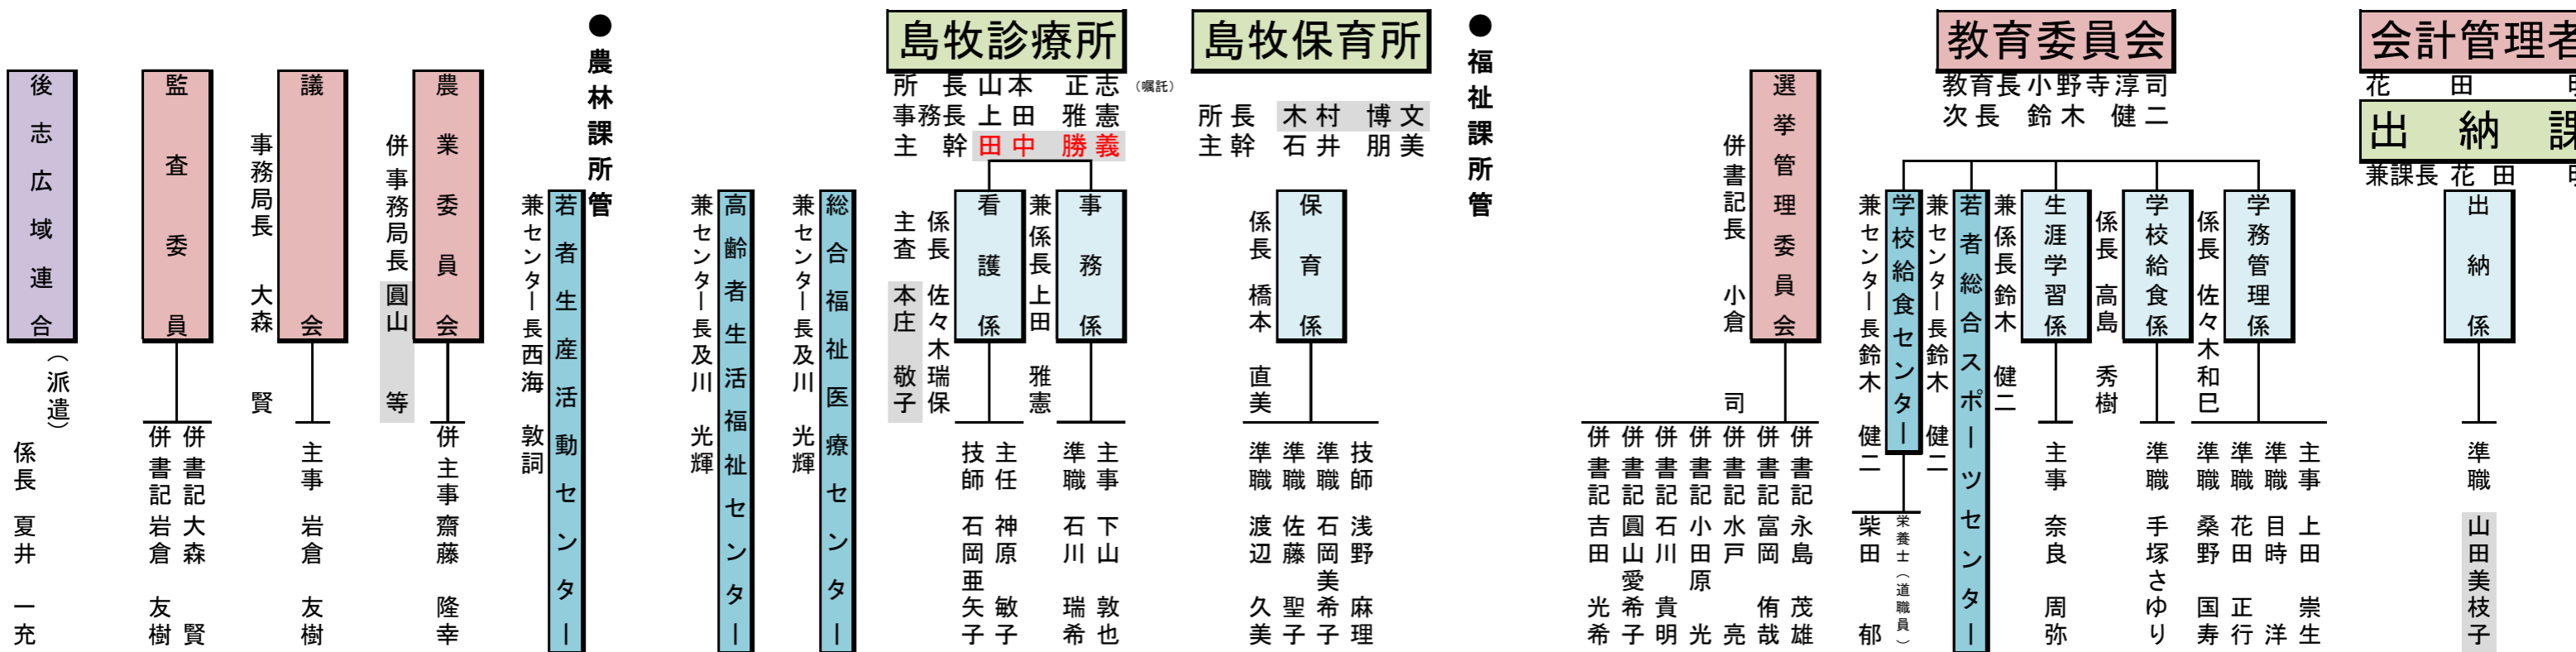 会計管理者
花田
出納課
兼課長 花田
出納係
準職 山田美枝子
教育委員会
教育長 小野寺淳司
次長 鈴木 健二
学務管理係
係長 佐々木和巳
主事 上田 崇生
準職 目時 洋
準職 花田 正行
準職 桑野 国寿
学校給食係
係長 高島 秀樹
準職 手塚さゆり
生涯学習係
兼係長 鈴木 健二
主事 奈良 周弥
若者総合スポーツセンター
兼センター長 鈴木 健二
学校給食センター
兼センター長 鈴木 健二
栄養士（道職員）
柴田 郁
選挙管理委員会
併書記長 小倉 司
併書記 永島 茂雄
併書記 富岡 侑哉
併書記 水戸 亮
併書記 小田原 光
併書記 石川 貴明
併書記 圓山愛希子
併書記 吉田 光希
●福祉課所管
島牧保育所
所長 木村 博文
主幹 石井 朋美
保育係
係長 橋本 直美
技師 浅野 麻理
準職 石岡美希子
準職 佐藤 聖子
準職 渡辺 久美
島牧診療所
所長 山本 正志（嘱託）
事務長 上田 雅憲
主幹 田中 勝義
事務係
兼係長 上田 雅憲
主事 下山 敦也
準職 石川 瑞希
看護係
係長 佐々木瑞保
主査 本庄 敬子
主任 神原 敏子
技師 石岡亜矢子
総合福祉医療センター
兼センター長 及川 光輝
高齢者生活福祉センター
兼センター長 及川 光輝
●農林課所管
若者生産活動センター
兼センター長 西海 敦詞
農業委員会
併事務局長 圓山 等
併主事 齋藤 隆幸
議会
事務局長 大森 賢
主事 岩倉 友樹
監査委員
併書記 大森 賢
併書記 岩倉 友樹
後志広域連合
（派遣）
係長 夏井 一充